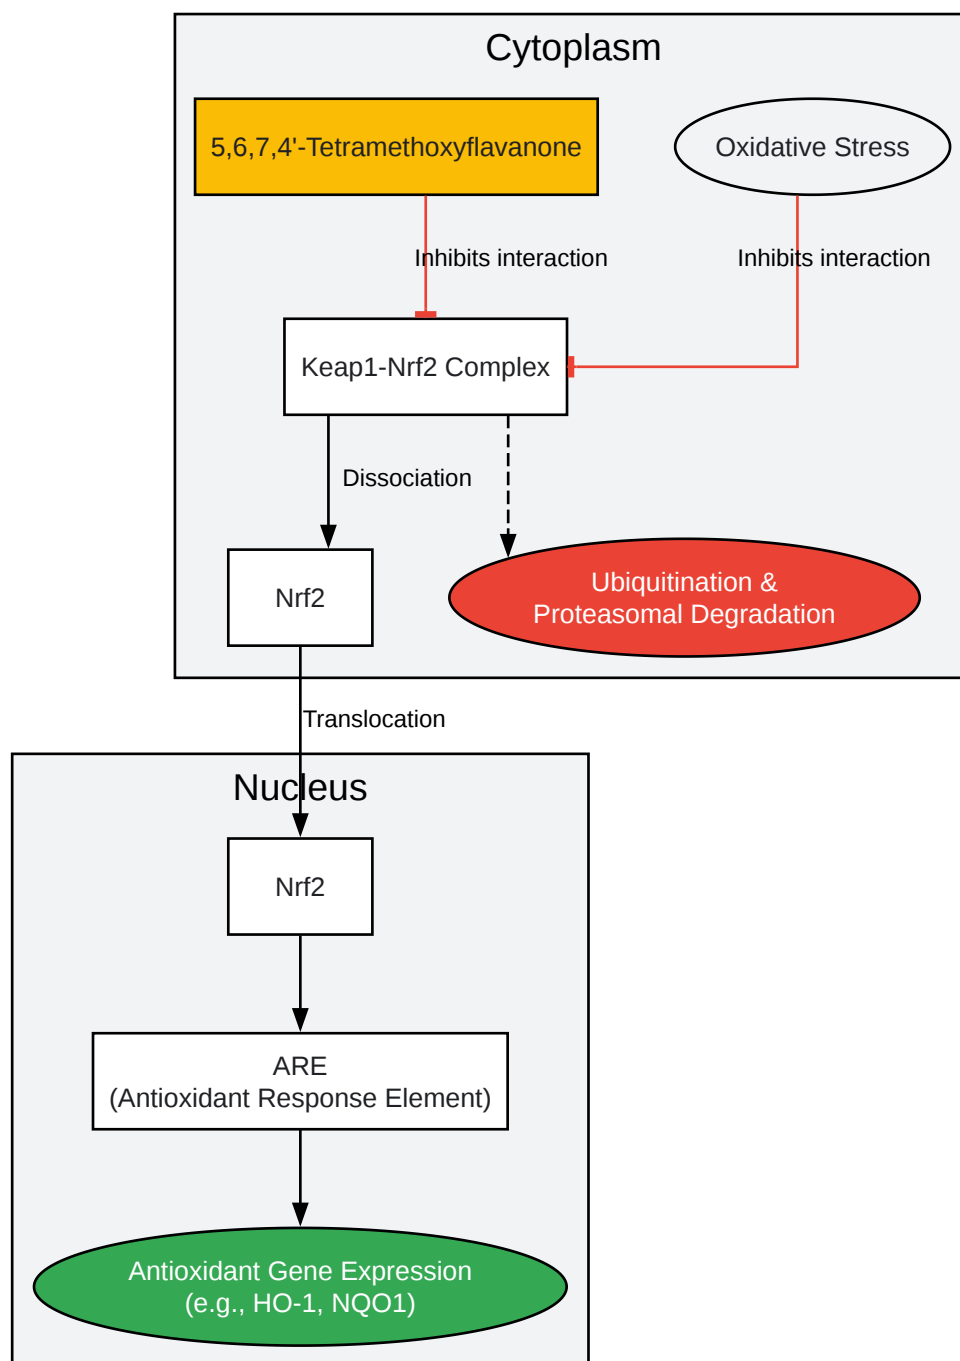 Cytoplasm
5,6,7,4'-Tetramethoxyflavanone
Oxidative Stress
Inhibits interaction
Inhibits interaction
Keap1-Nrf2 Complex
Dissociation
Nrf2
Ubiquitination &
Proteasomal Degradation
Translocation
Nucleus
Nrf2
ARE
(Antioxidant Response Element)
Antioxidant Gene Expression
(e.g., HO-1, NQO1)